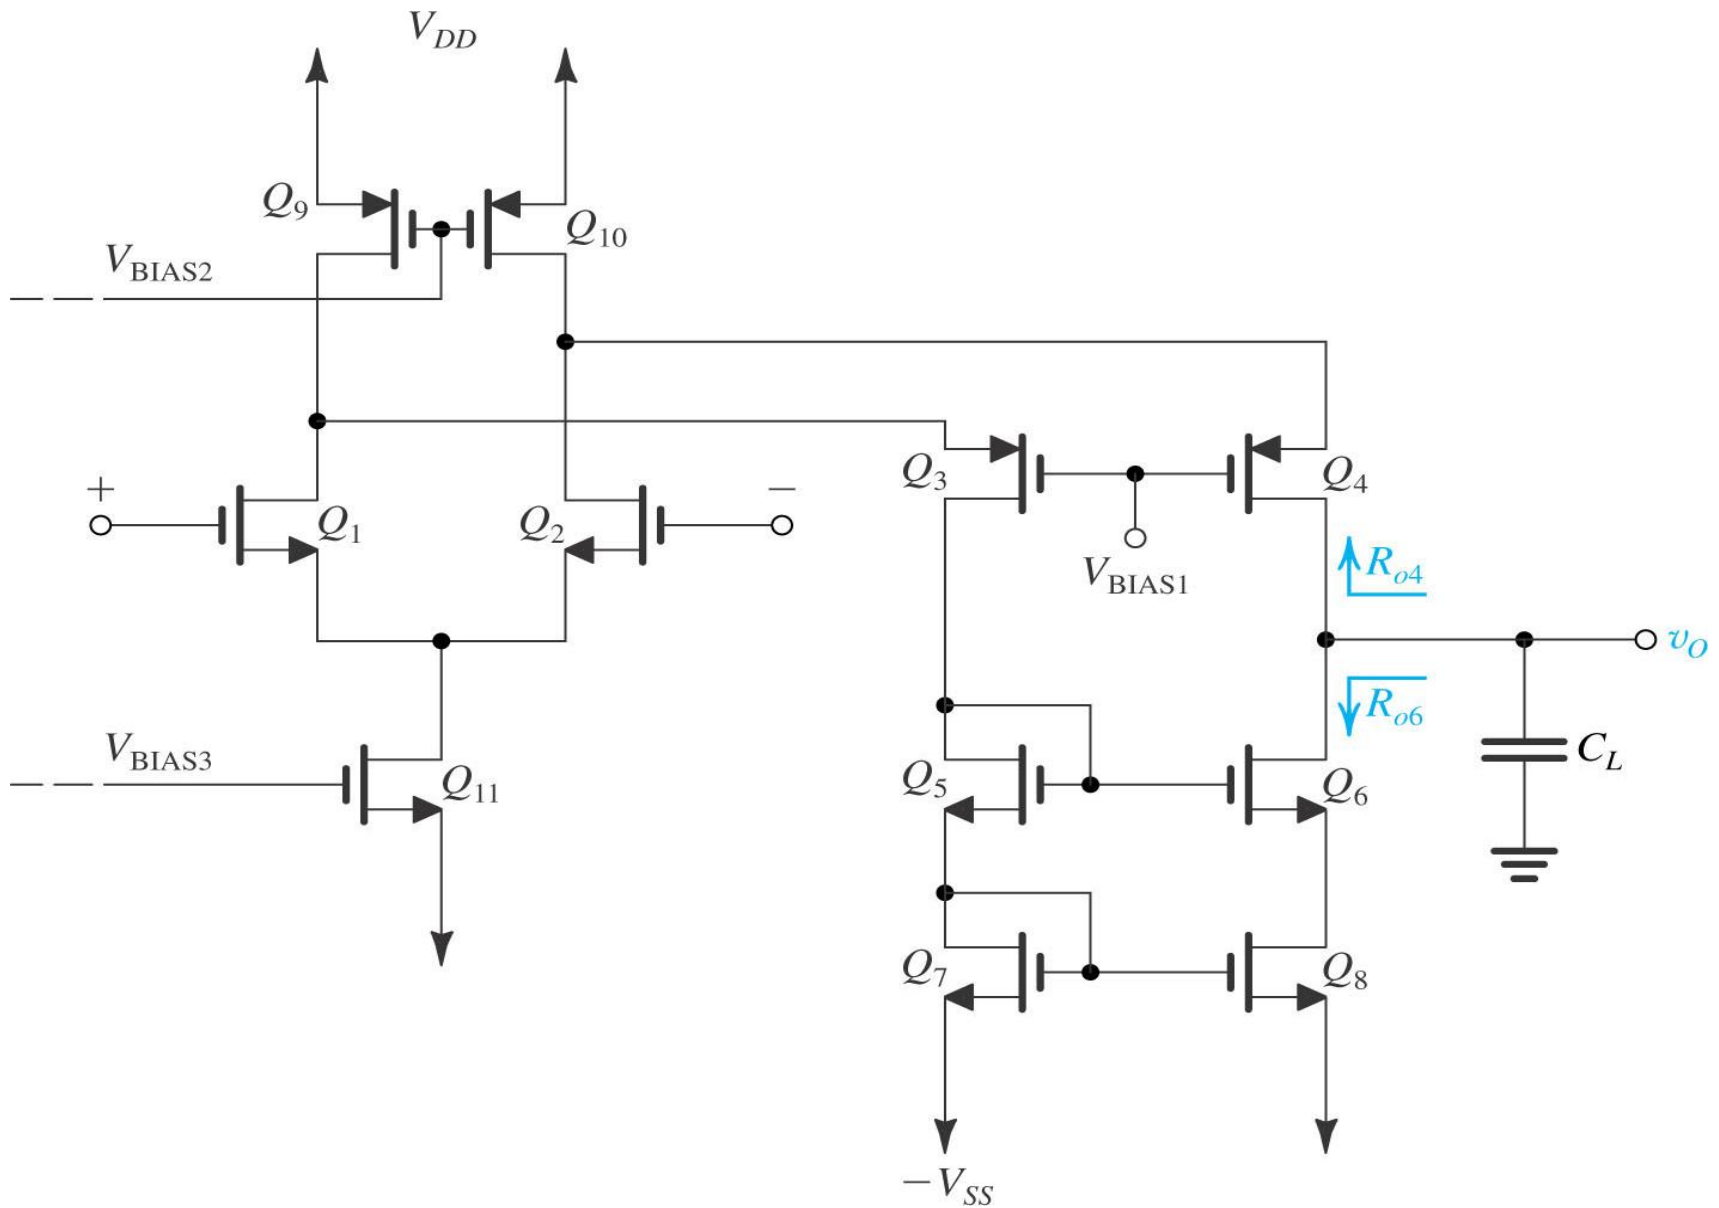 V_DD
Q_9
Q_10
V_BIAS2
+
Q_1
Q_2
−
Q_3
Q_4
V_BIAS1
R_o4
v_O
R_o6
V_BIAS3
Q_11
Q_5
Q_6
C_L
Q_7
Q_8
−V_SS